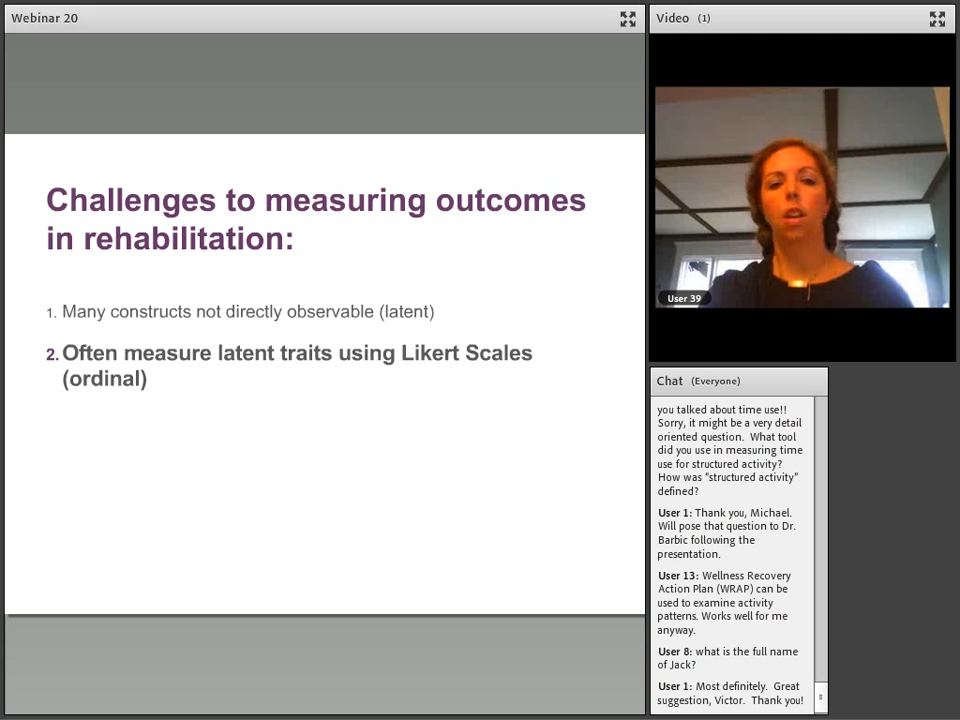 Webinar 20
Challenges to measuring outcomes
in rehabilitation:
1. Many constructs not directly observable (latent)
2. Often measure latent traits using Likert Scales
(ordinal)
Video (1)
User 39
Chat (Everyone)
you talked about time use!!
Sorry, it might be a very detail
oriented question. What tool
did you use in measuring time
use for structured activity?
How was "structured activity"
defined?
User 1: Thank you, Michael.
Will pose that question to Dr.
Barbic following the
presentation.
User 13: Wellness Recovery
Action Plan (WRAP) can be
used to examine activity
patterns. Works well for me
anyway.
User 8: what is the full name
of Jack?
User 1: Most definitely. Great
suggestion, Victor. Thank you!